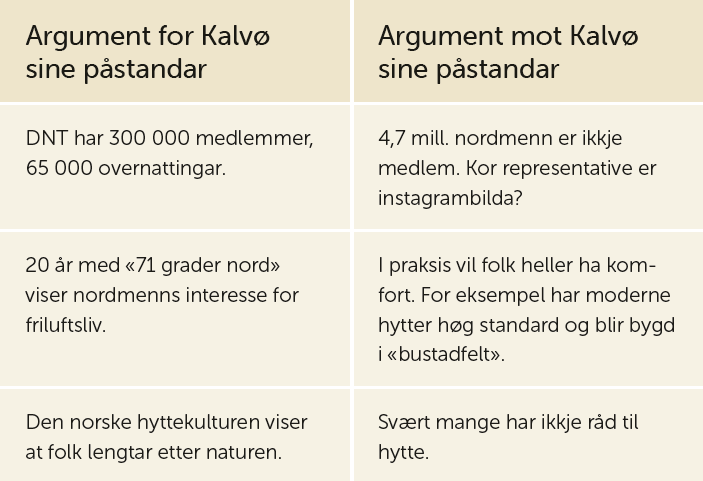 Argument for Kalvø
sine påstandar
Argument mot Kalvø
sine påstandar
DNT har 300 000 medlemmer,
65 000 overnattingar.
4,7 mill. nordmenn er ikkje
medlem. Kor representative er
instagrambilda?
20 år med «71 grader nord»
viser nordmenns interesse for
friluftsliv.
I praksis vil folk heller ha kom-
fort. For eksempel har moderne
hytter høg standard og blir bygd
i «bustadfelt».
Den norske hyttekulturen viser
at folk lengtar etter naturen.
Svært mange har ikkje råd til
hytte.